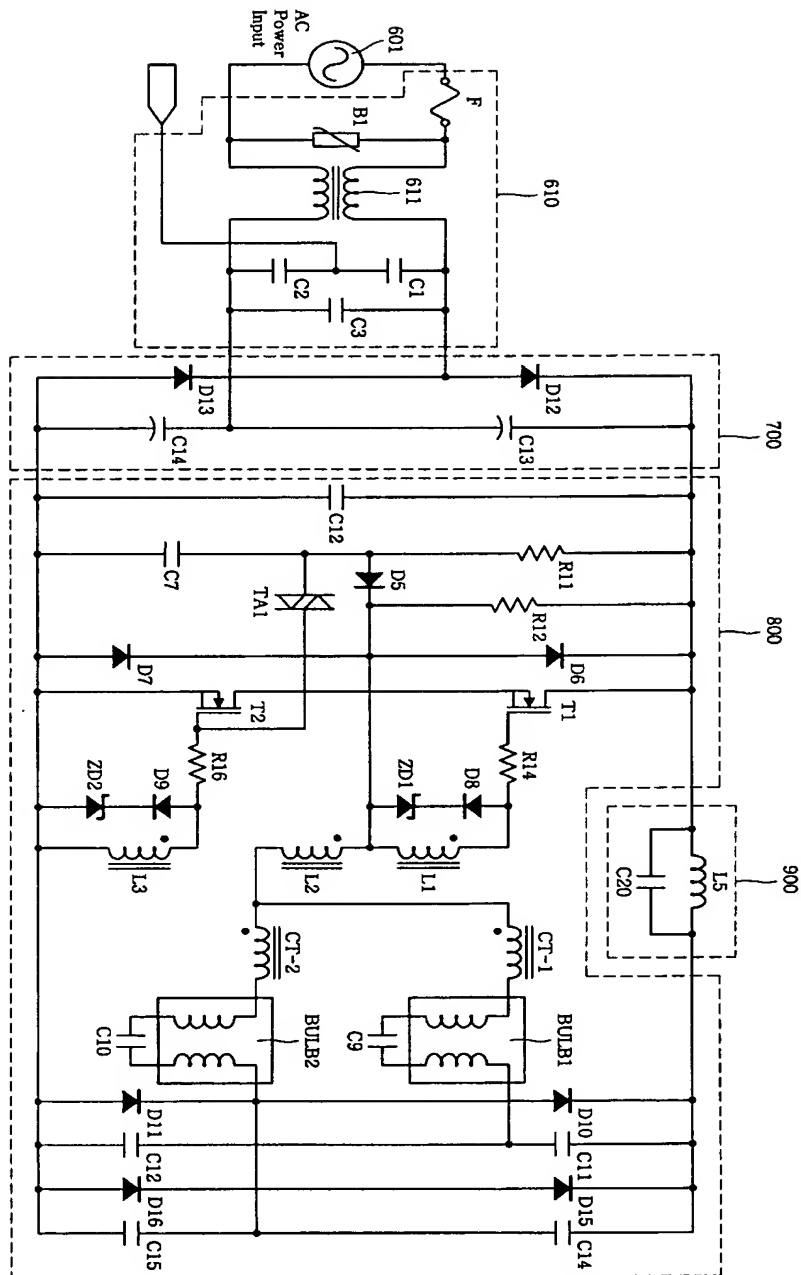 AC
Power
Input
601
F
B1
611
610
C1
C2
C3
D12
D13
C13
C14
700
C12
R11
C7
D5
TA1
R12
800
D6
D7
T1
T2
R14
R16
D8
ZD1
D9
ZD2
L1
L2
L3
L5
C20
900
CT-1
CT-2
BULB1
C9
BULB2
C10
D10
D11
C11
C12
D15
D16
C14
C15